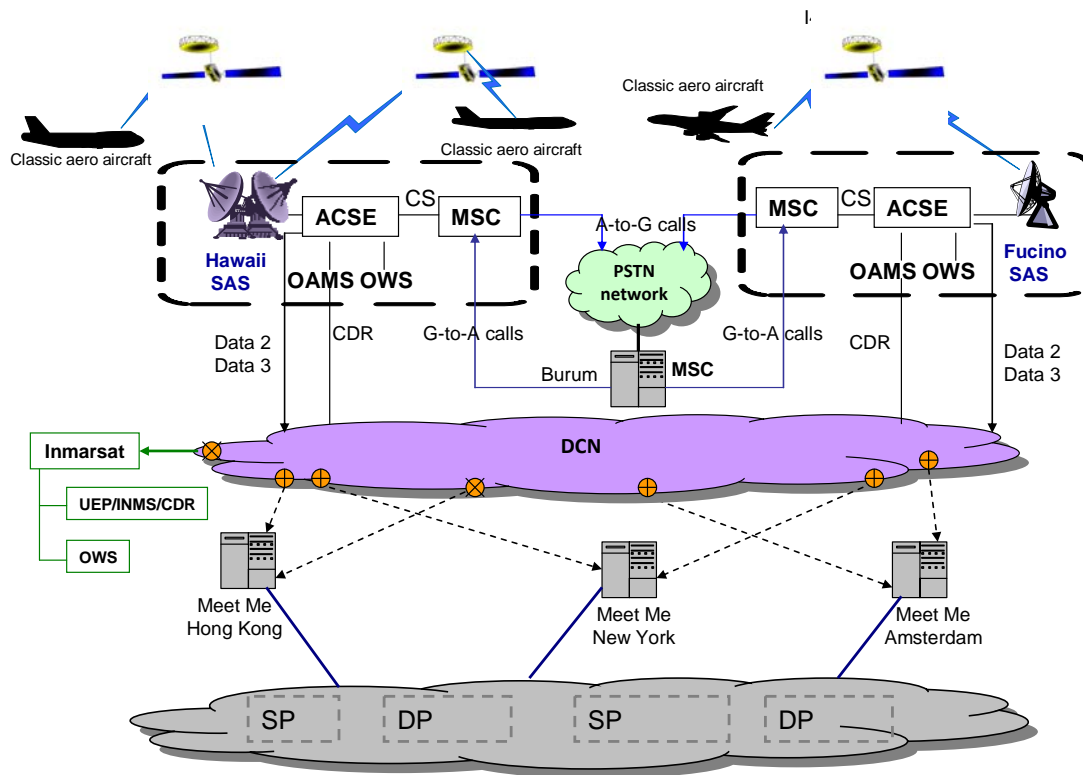 Classic aero aircraft
Classic aero aircraft
Classic aero aircraft
ACSE
CS
MSC
A-to-G calls
MSC
CS
ACSE
Hawaii
SAS
OAMS OWS
PSTN
network
OAMS OWS
Fucino
SAS
Data 2
Data 3
CDR
G-to-A calls
Burum
MSC
G-to-A calls
CDR
Data 2
Data 3
Inmarsat
DCN
UEP/INMS/CDR
OWS
Meet Me
Hong Kong
Meet Me
New York
Meet Me
Amsterdam
SP
DP
SP
DP